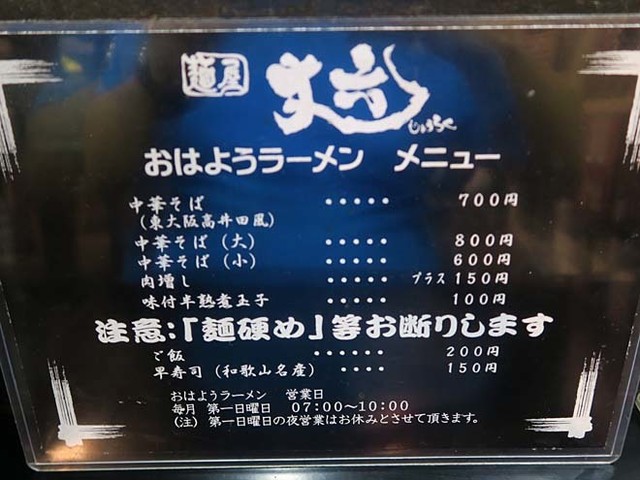 麺屋
しゅうらく
おはようラーメン メニュー
中華そば ・・・・・ 700円
(東大阪高井田風)
中華そば(大) ・・・・・ 800円
中華そば(小) ・・・・・ 600円
肉増し ・・・・・ プラス150円
味付半熟煮玉子 ・・・・・ 100円
注意:「麺硬め」等お断りします
ご飯 ・・・・・・ 200円
早寿司(和歌山名産) ・・・・ 150円
おはようラーメン 営業日
毎月 第一日曜日 07:00~10:00
(注) 第一日曜日の夜営業はお休みとさせて頂きます。